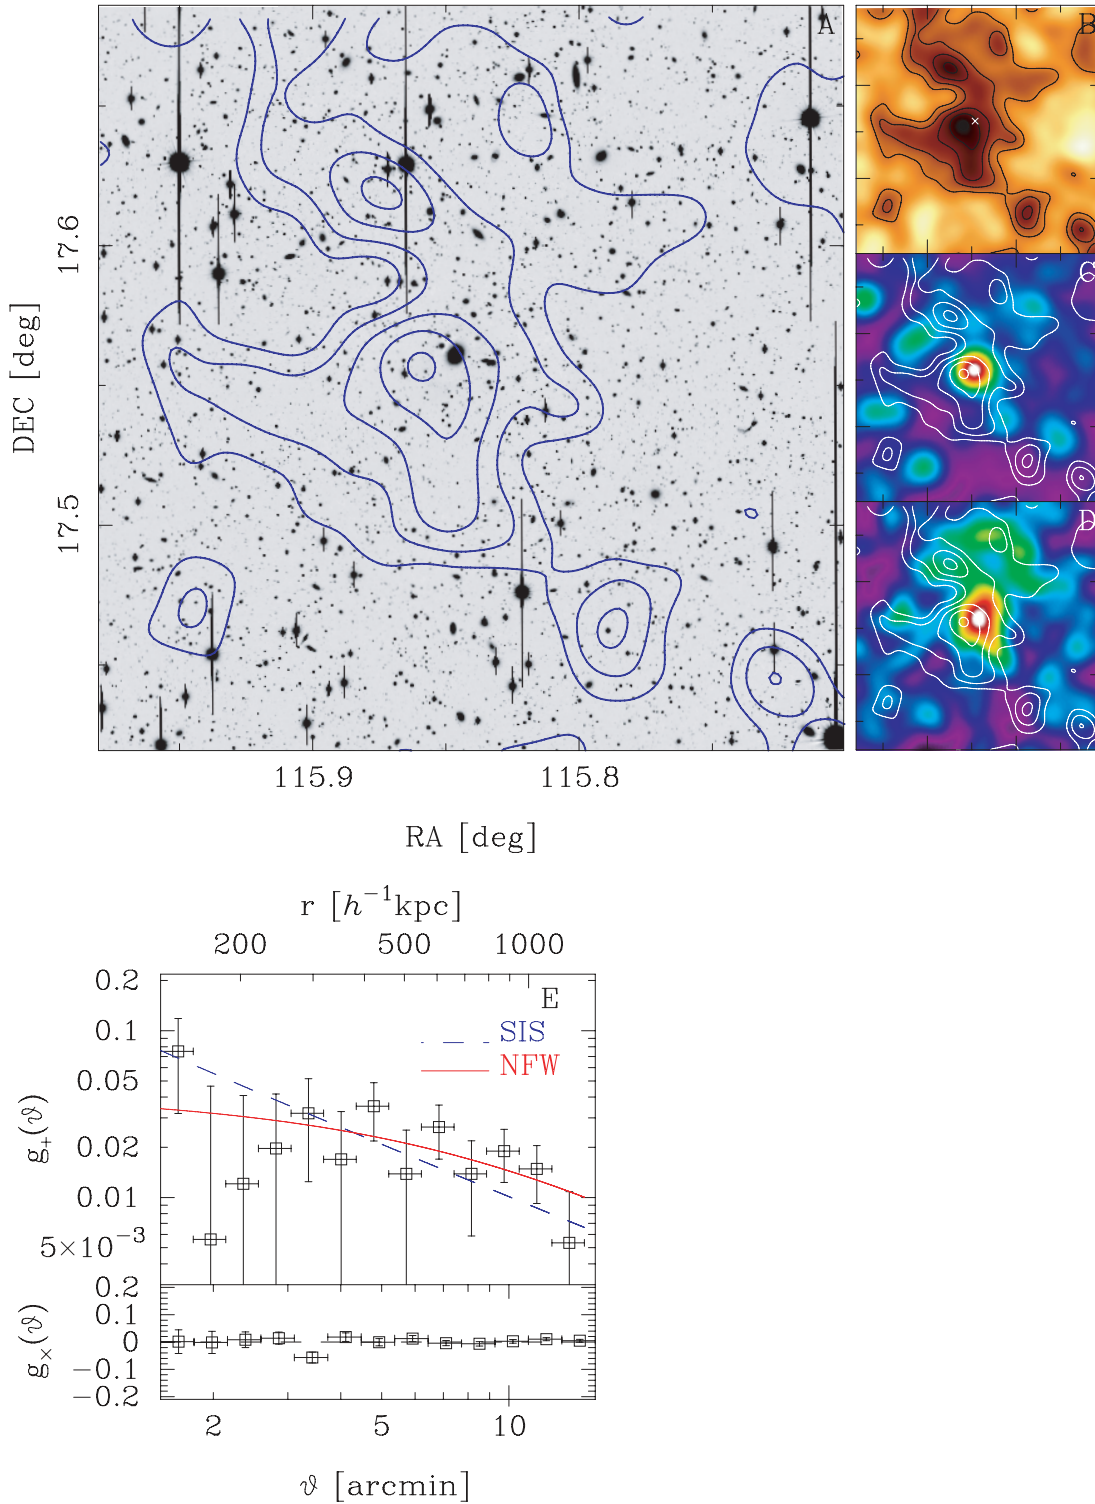 A
B
C
D
17.6
17.5
DEC [deg]
115.9 115.8
RA [deg]
r [h⁻¹kpc]
200 500 1000
E
SIS
NFW
0.2
0.1
0.05
0.02
0.01
5×10⁻³
g₊(ϑ)
0.2
0.1
0
−0.1
−0.2
g×(ϑ)
2 5 10
ϑ [arcmin]